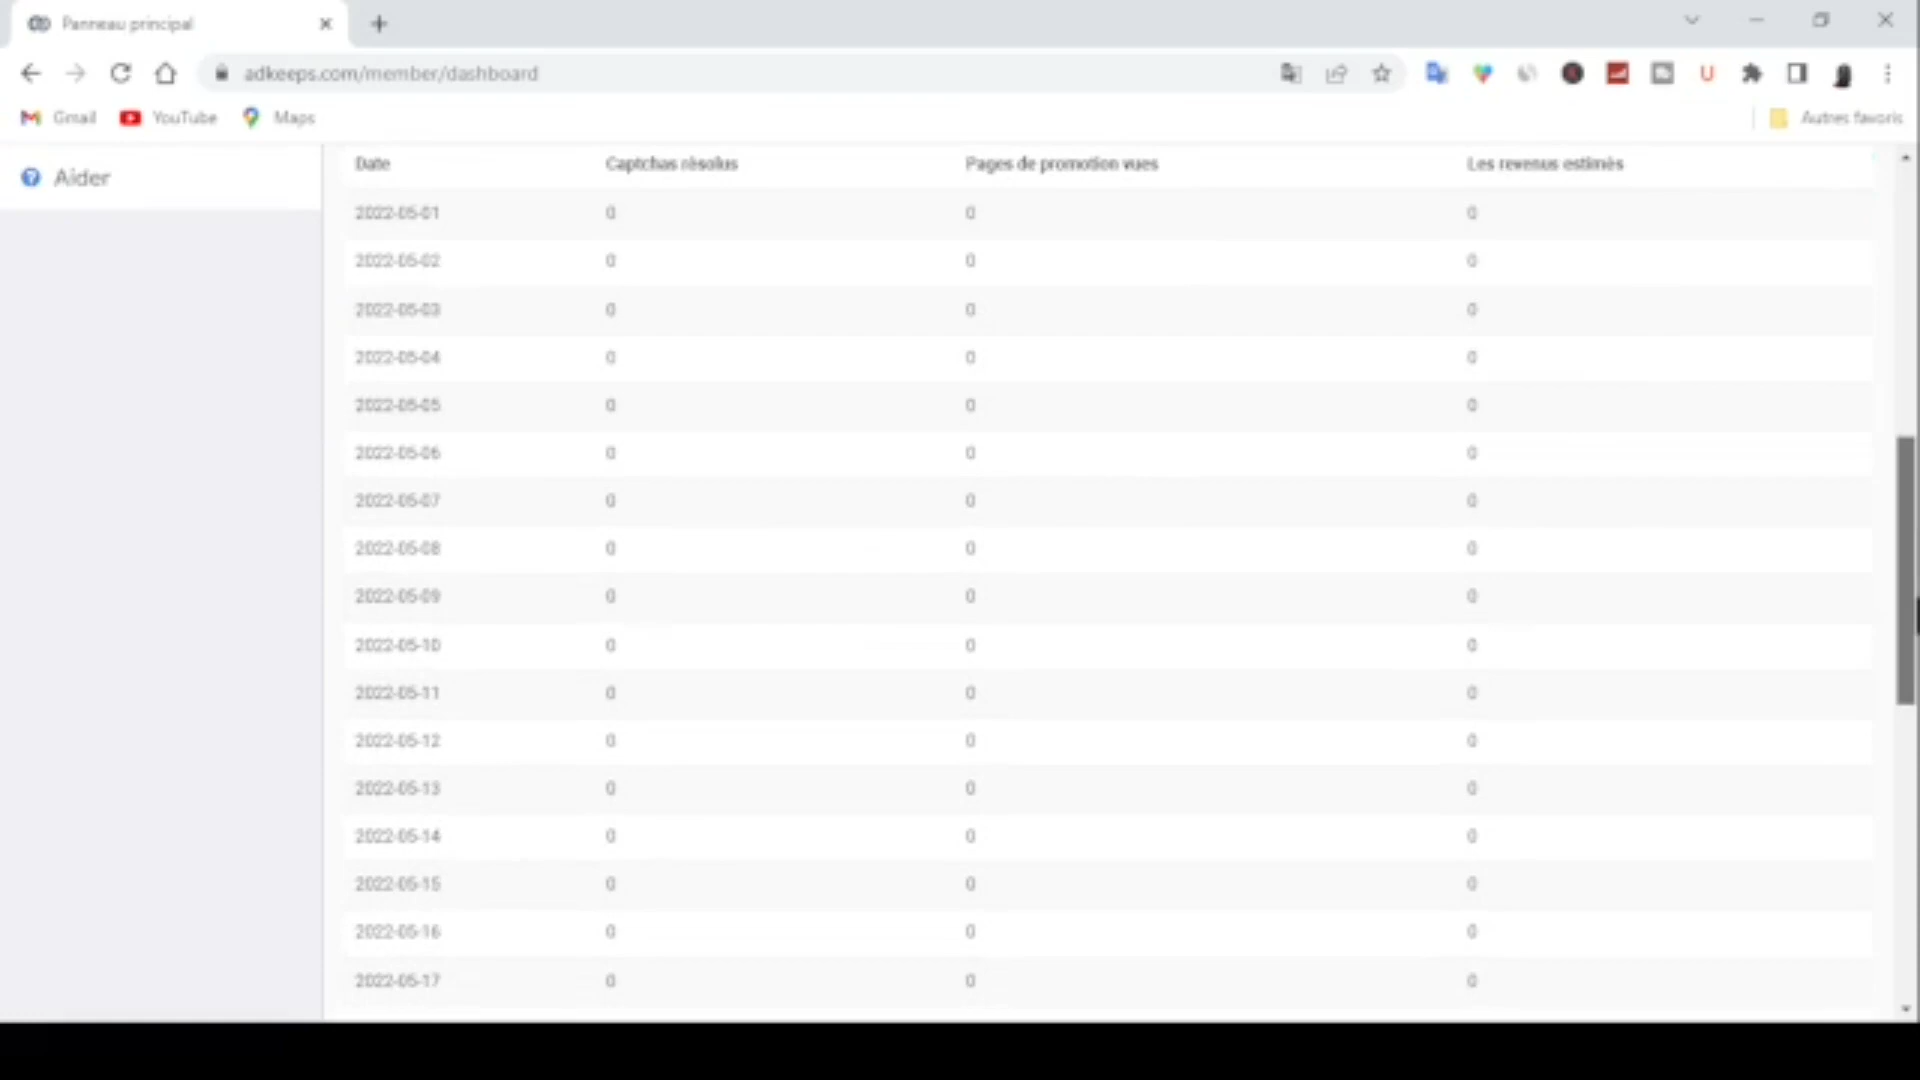 Panneau principal
adkeeps.com/member/dashboard
Gmail YouTube Maps Autres favoris
Aider
Date Captchas résolus Pages de promotion vues Les revenus estimés
2022-05-01 0 0 0
2022-05-02 0 0 0
2022-05-03 0 0 0
2022-05-04 0 0 0
2022-05-05 0 0 0
2022-05-06 0 0 0
2022-05-07 0 0 0
2022-05-08 0 0 0
2022-05-09 0 0 0
2022-05-10 0 0 0
2022-05-11 0 0 0
2022-05-12 0 0 0
2022-05-13 0 0 0
2022-05-14 0 0 0
2022-05-15 0 0 0
2022-05-16 0 0 0
2022-05-17 0 0 0